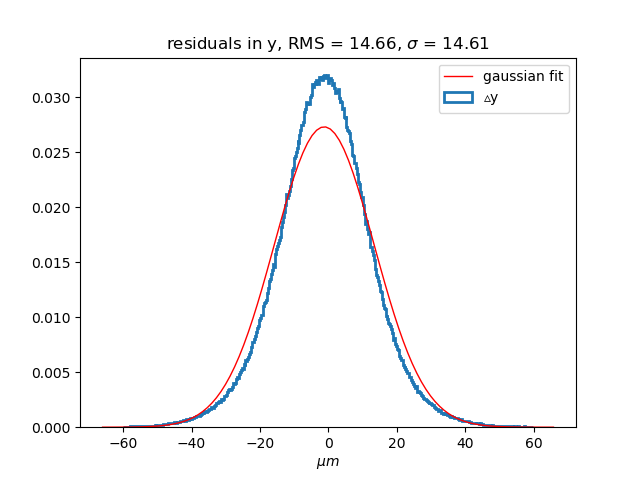 residuals in y, RMS = 14.66, σ = 14.61
gaussian fit
▵y
0.030
0.025
0.020
0.015
0.010
0.005
0.000
−60 −40 −20 0 20 40 60
μm